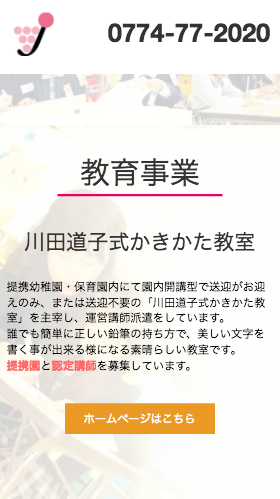 0774-77-2020
教育事業
川田道子式かきかた教室
提携幼稚園・保育園内にて園内開講型で送迎がお迎
えのみ、または送迎不要の「川田道子式かきかた教
室」を主宰し、運営講師派遣をしています。
誰でも簡単に正しい鉛筆の持ち方で、美しい文字を
書く事が出来る様になる素晴らしい教室です。
提携園と認定講師を募集しています。
ホームページはこちら